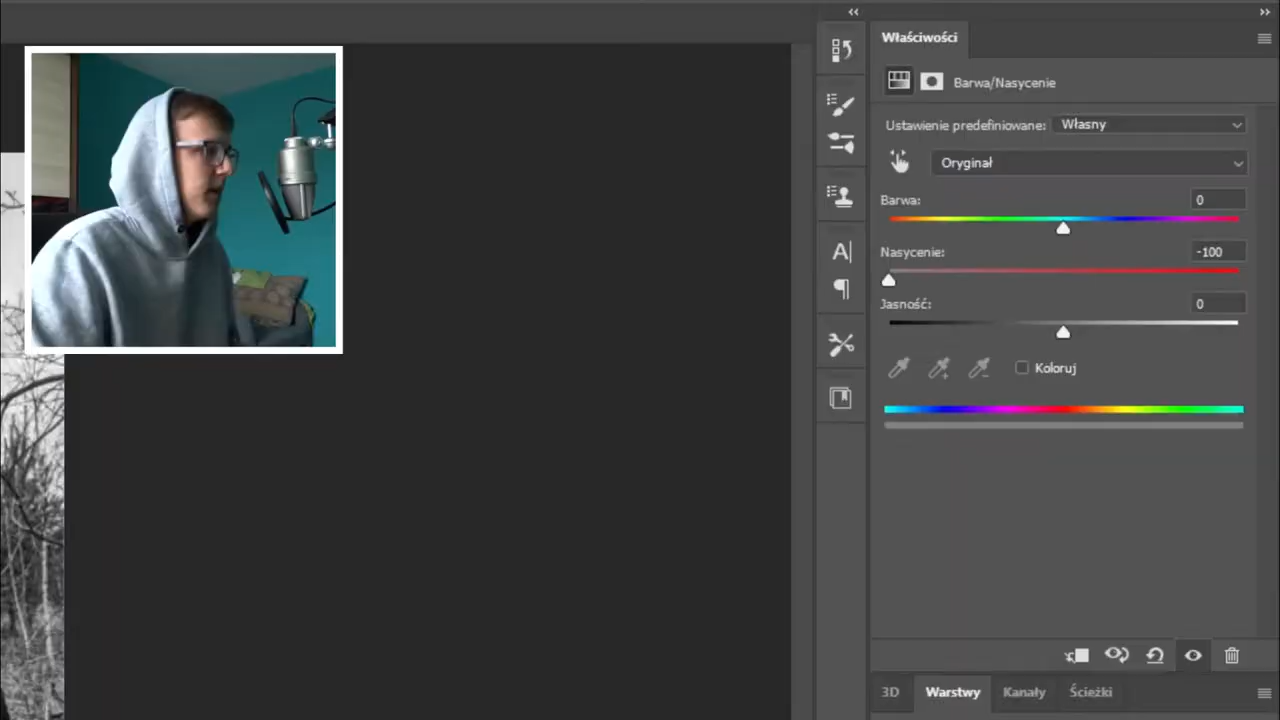 Właściwości
Barwa/Nasycenie
Ustawienie predefiniowane: Własny
Oryginał
Barwa: 0
Nasycenie: -100
Jasność: 0
Koloruj
3D Warstwy Kanały Ścieżki